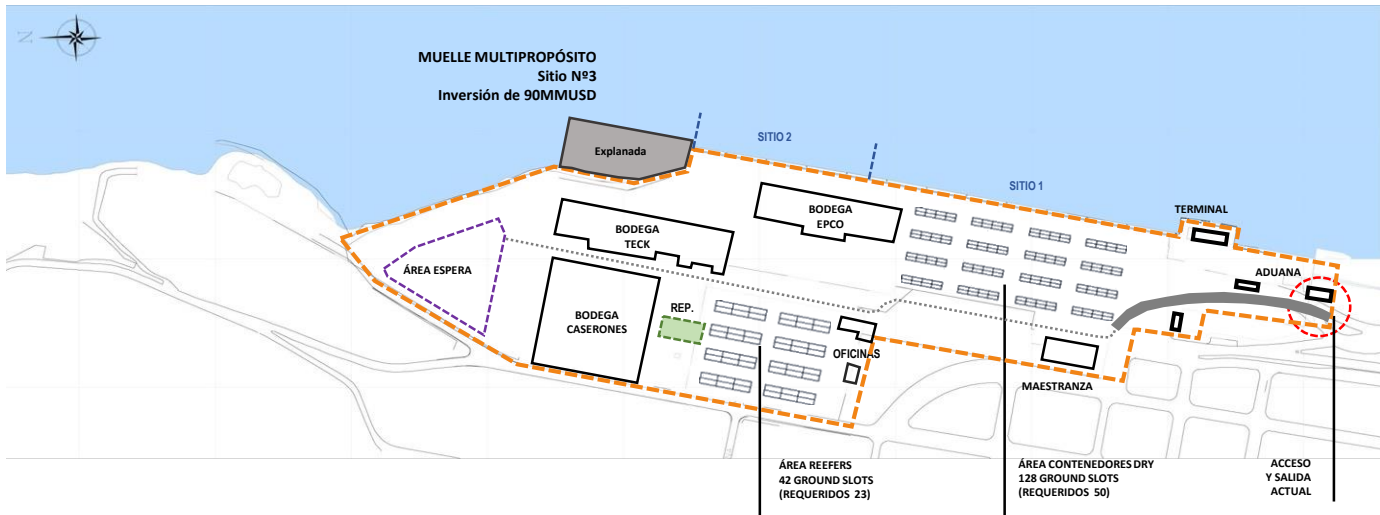 N
MUELLE MULTIPROPÓSITO
Sitio Nº3
Inversión de 90MMUSD
Explanada
SITIO 2
SITIO 1
TERMINAL
ADUANA
BODEGA
EPCO
BODEGA
TECK
ÁREA ESPERA
BODEGA
CASERONES
REP.
OFICINAS
MAESTRANZA
ÁREA REEFERS
42 GROUND SLOTS
(REQUERIDOS 23)
ÁREA CONTENEDORES DRY
128 GROUND SLOTS
(REQUERIDOS 50)
ACCESO
Y SALIDA
ACTUAL